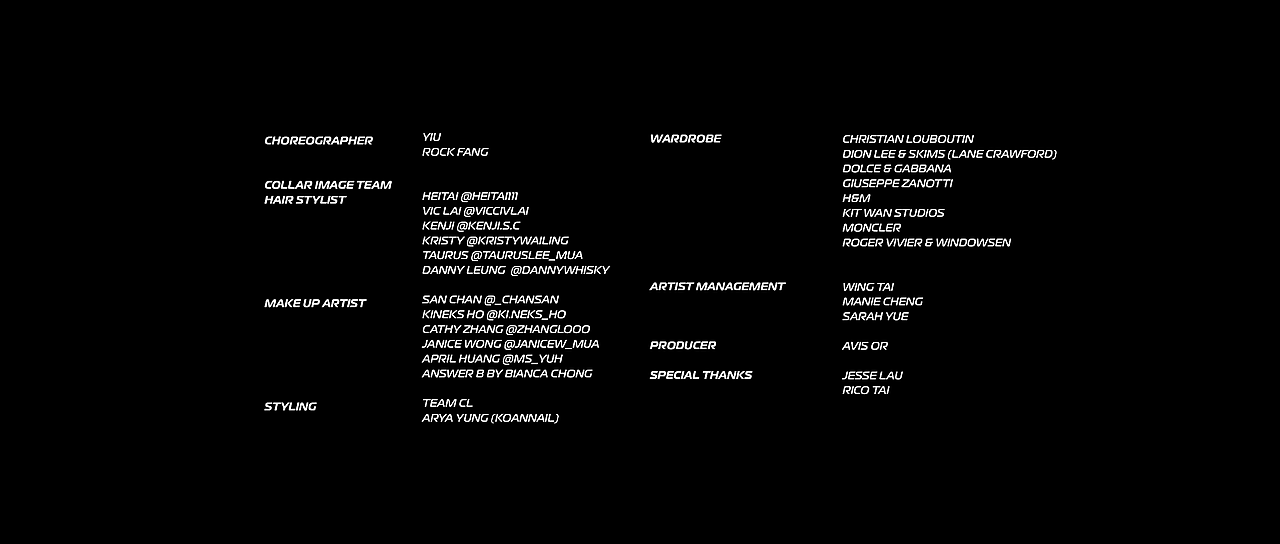 CHOREOGRAPHER
YIU
ROCK FANG
COLLAR IMAGE TEAM
HAIR STYLIST
HEITAI @HEITAI1111
VIC LAI @VICCIVLAI
KENJI @KENJI.S.C
KRISTY @KRISTYWAILING
TAURUS @TAURUSLEE_MUA
DANNY LEUNG @DANNYWHISKY
MAKE UP ARTIST
SAN CHAN @_CHANSAN
KINEKS HO @KI.NEKS_HO
CATHY ZHANG @ZHANGLOOO
JANICE WONG @JANICEW_MUA
APRIL HUANG @MS_YUH
ANSWER B BY BIANCA CHONG
STYLING
TEAM CL
ARYA YUNG (KOANNAIL)
WARDROBE
CHRISTIAN LOUBOUTIN
DION LEE & SKIMS (LANE CRAWFORD)
DOLCE & GABBANA
GIUSEPPE ZANOTTI
H&M
KIT WAN STUDIOS
MONCLER
ROGER VIVIER & WINDOWSEN
ARTIST MANAGEMENT
WING TAI
MANIE CHENG
SARAH YUE
PRODUCER
AVIS OR
SPECIAL THANKS
JESSE LAU
RICO TAI